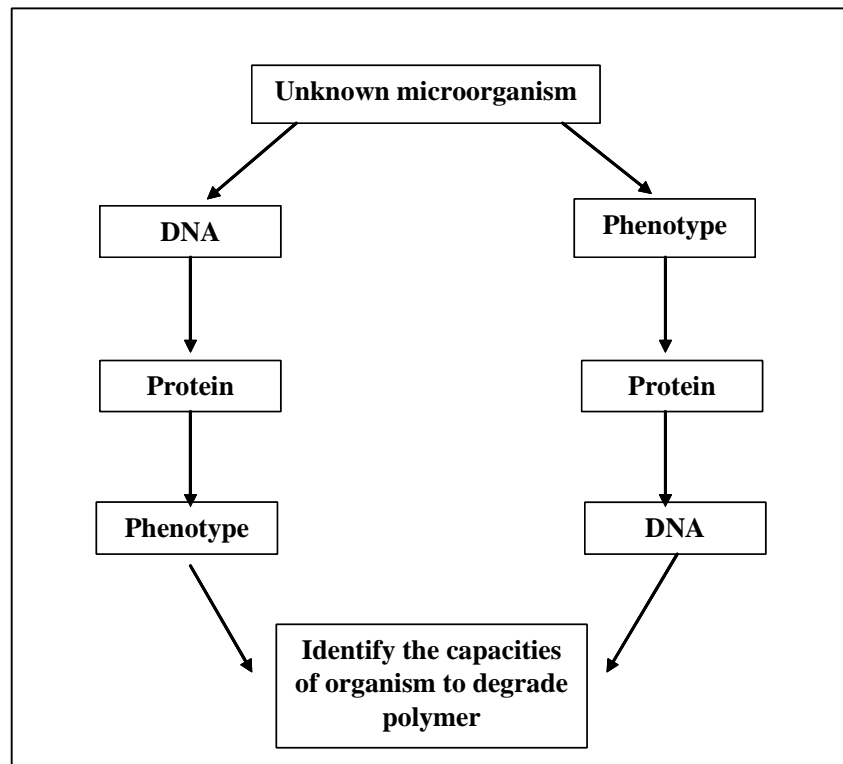 Unknown microorganism
DNA
Phenotype
Protein
Protein
Phenotype
DNA
Identify the capacities
of organism to degrade
polymer